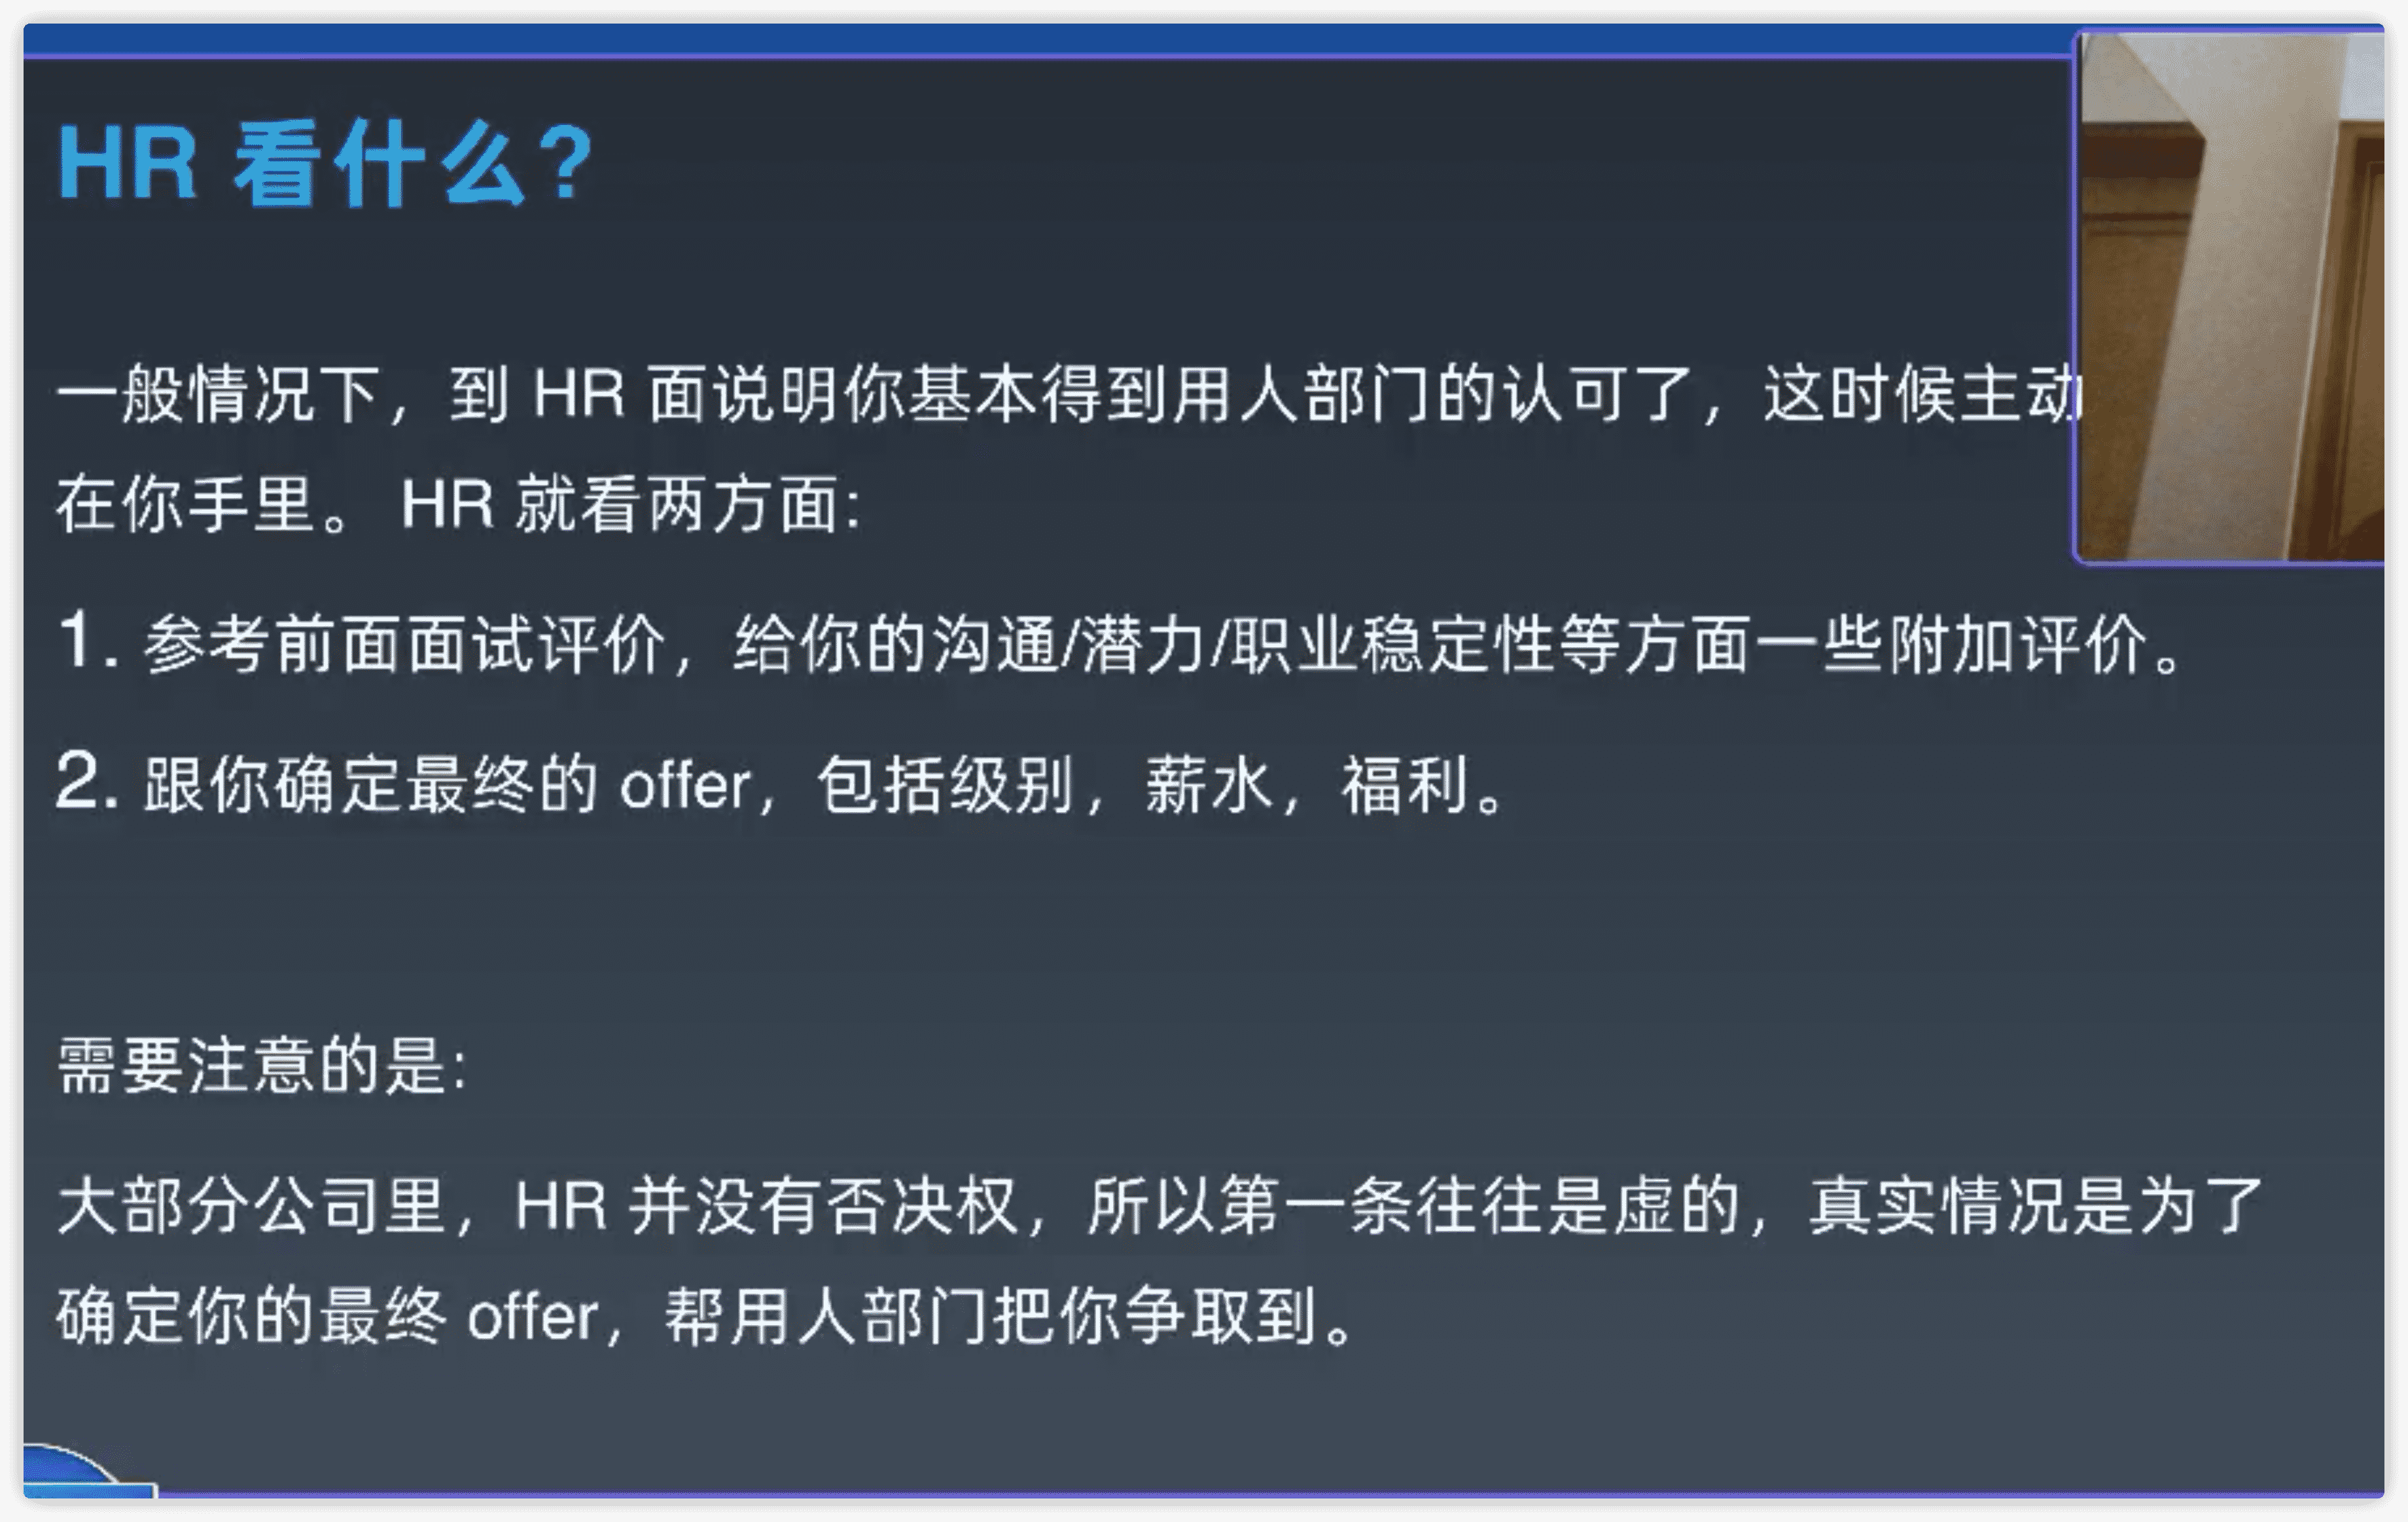 HR 看什么?
一般情况下，到 HR 面说明你基本得到用人部门的认可了，这时候主动
在你手里。 HR 就看两方面:
1. 参考前面面试评价，给你的沟通/潜力/职业稳定性等方面一些附加评价。
2. 跟你确定最终的 offer，包括级别，薪水，福利。
需要注意的是:
大部分公司里，HR 并没有否决权，所以第一条往往是虚的，真实情况是为了
确定你的最终 offer，帮用人部门把你争取到。